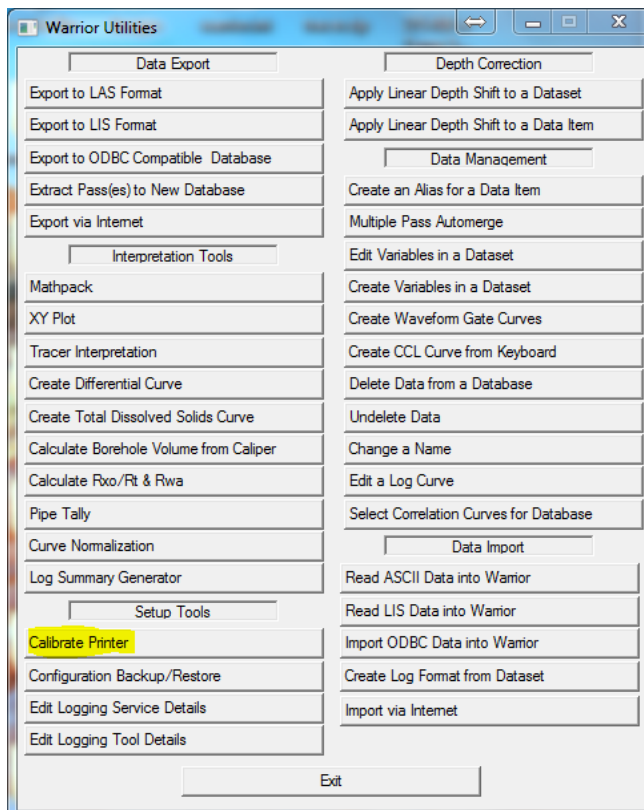 Warrior Utilities
Data Export
Export to LAS Format
Export to LIS Format
Export to ODBC Compatible Database
Extract Pass(es) to New Database
Export via Internet
Interpretation Tools
Mathpack
XY Plot
Tracer Interpretation
Create Differential Curve
Create Total Dissolved Solids Curve
Calculate Borehole Volume from Caliper
Calculate Rxo/Rt & Rwa
Pipe Tally
Curve Normalization
Log Summary Generator
Setup Tools
Calibrate Printer
Configuration Backup/Restore
Edit Logging Service Details
Edit Logging Tool Details
Depth Correction
Apply Linear Depth Shift to a Dataset
Apply Linear Depth Shift to a Data Item
Data Management
Create an Alias for a Data Item
Multiple Pass Automerge
Edit Variables in a Dataset
Create Variables in a Dataset
Create Waveform Gate Curves
Create CCL Curve from Keyboard
Delete Data from a Database
Undelete Data
Change a Name
Edit a Log Curve
Select Correlation Curves for Database
Data Import
Read ASCII Data into Warrior
Read LIS Data into Warrior
Import ODBC Data into Warrior
Create Log Format from Dataset
Import via Internet
Exit